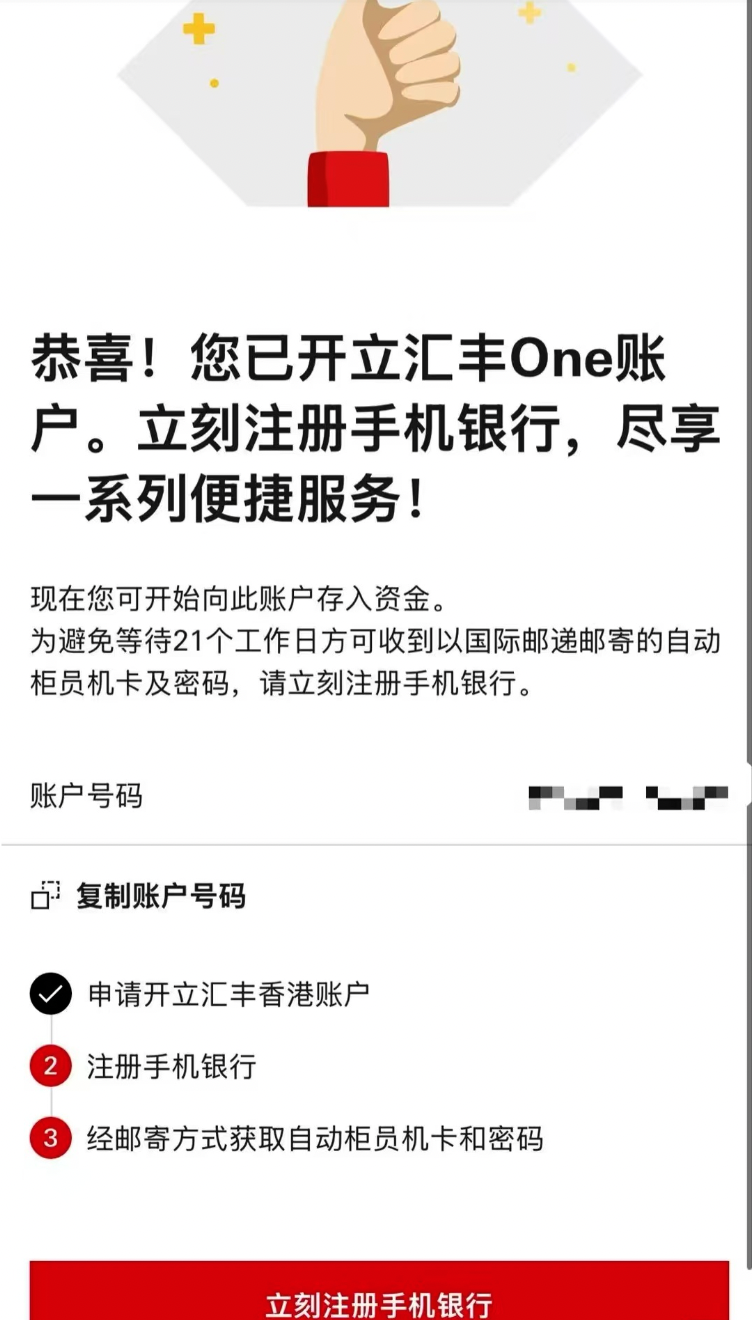 恭喜！您已开立汇丰One账
户。立刻注册手机银行，尽享
一系列便捷服务！
现在您可开始向此账户存入资金。
为避免等待21个工作日方可收到以国际邮递邮寄的自动
柜员机卡及密码，请立刻注册手机银行。
账户号码
复制账户号码
申请开立汇丰香港账户
2 注册手机银行
3 经邮寄方式获取自动柜员机卡和密码
立刻注册手机银行